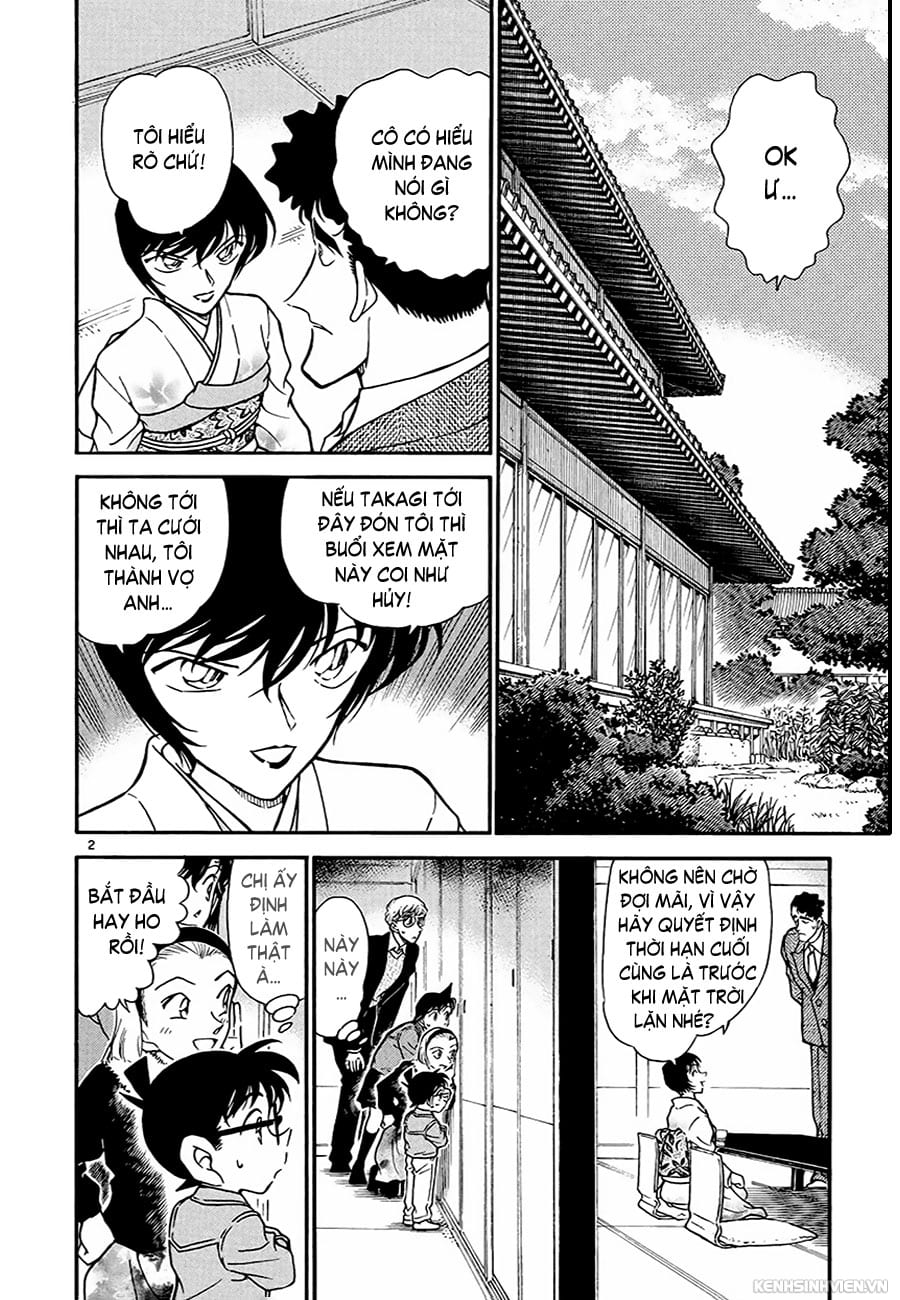 OK
Ư...
CÔ CÓ HIỂU
MÌNH ĐANG
NÓI GÌ
KHÔNG?
TÔI HIỂU
RÕ CHỨ!
NẾU TAKAGI TỚI
ĐÂY ĐÓN TÔI THÌ
BUỔI XEM MẶT
NÀY COI NHƯ
HỦY!
KHÔNG TỚI
THÌ TA CƯỚI
NHAU, TÔI
THÀNH VỢ
ANH...
2
KHÔNG NÊN CHỜ
ĐỢI MÃI, VÌ VẬY
HÃY QUYẾT ĐỊNH
THỜI HẠN CUỐI
CÙNG LÀ TRƯỚC
KHI MẶT TRỜI
LẶN NHÉ?
NÀY
NÀY
...
CHỊ ẤY
ĐỊNH
LÀM
THẬT
À...
BẮT ĐẦU
HAY HO
RỒI!
KENHSINHVIEN.VN